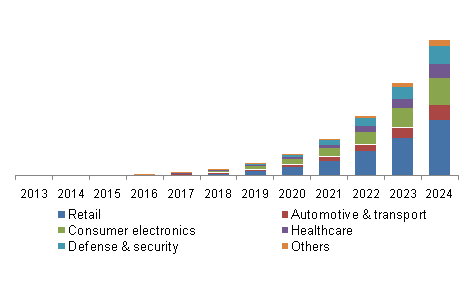 2013 2014 2015 2016 2017 2018 2019 2020 2021 2022 2023 2024
Retail Automotive & transport
Consumer electronics Healthcare
Defense & security Others